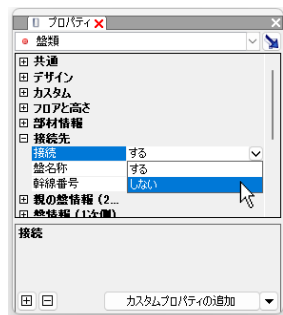 プロパティ
盤類
共通
デザイン
カスタム
フロアと高さ
部材情報
接続先
接続 する
盤名称 する
幹線番号 しない
親の盤情報 (2...
盤情報 (1次側)
接続
カスタムプロパティの追加